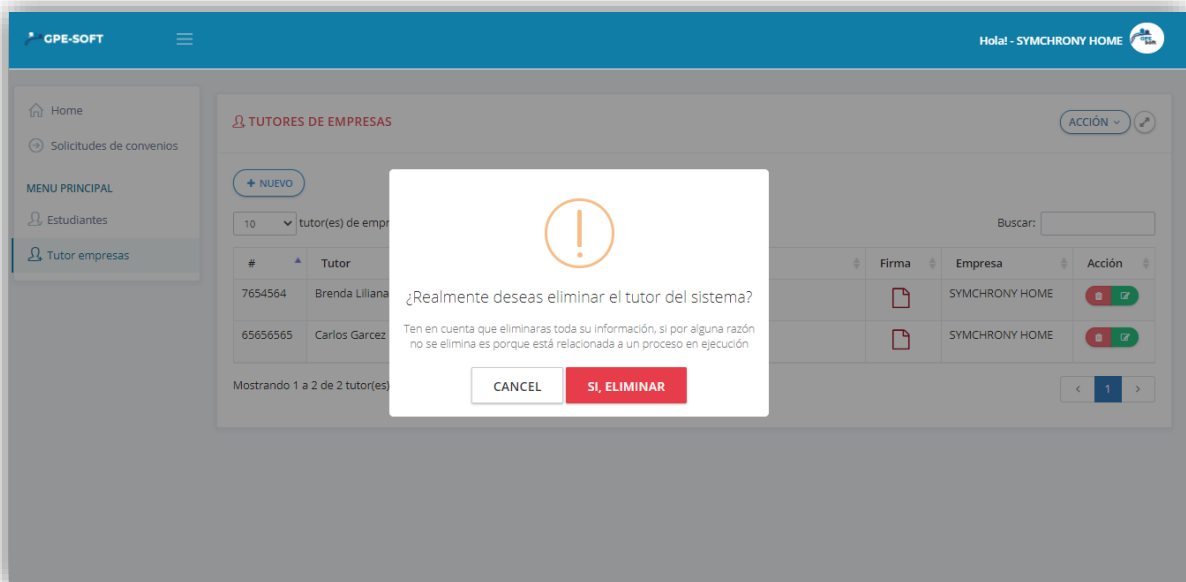 GPE-SOFT
Hola! - SYMCHRONY HOME
GPE
Soft
Home
Solicitudes de convenios
MENU PRINCIPAL
Estudiantes
Tutor empresas
TUTORES DE EMPRESAS
ACCIÓN
+ NUEVO
10 tutor(es) de empr
Buscar:
# Tutor Firma Empresa Acción
7654564 Brenda Liliana SYMCHRONY HOME
65656565 Carlos Garcez SYMCHRONY HOME
Mostrando 1 a 2 de 2 tutor(es)
< 1 >
¿Realmente deseas eliminar el tutor del sistema?
Ten en cuenta que eliminaras toda su información, si por alguna razón
no se elimina es porque está relacionada a un proceso en ejecución
CANCEL
SI, ELIMINAR